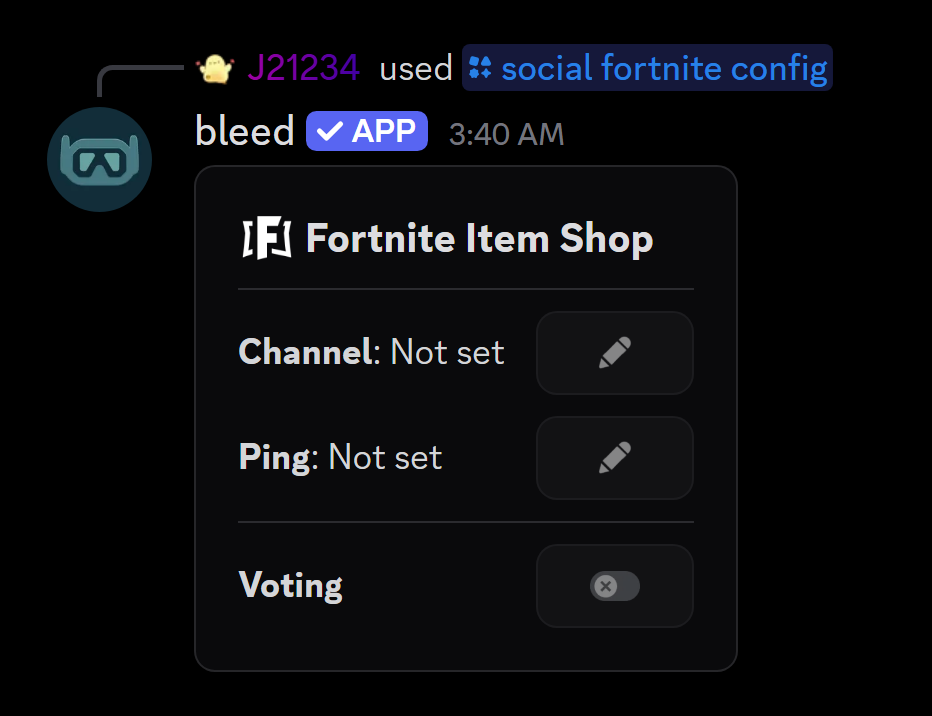 J21234 used social fortnite config
bleed APP 3:40 AM
Fortnite Item Shop
Channel: Not set
Ping: Not set
Voting